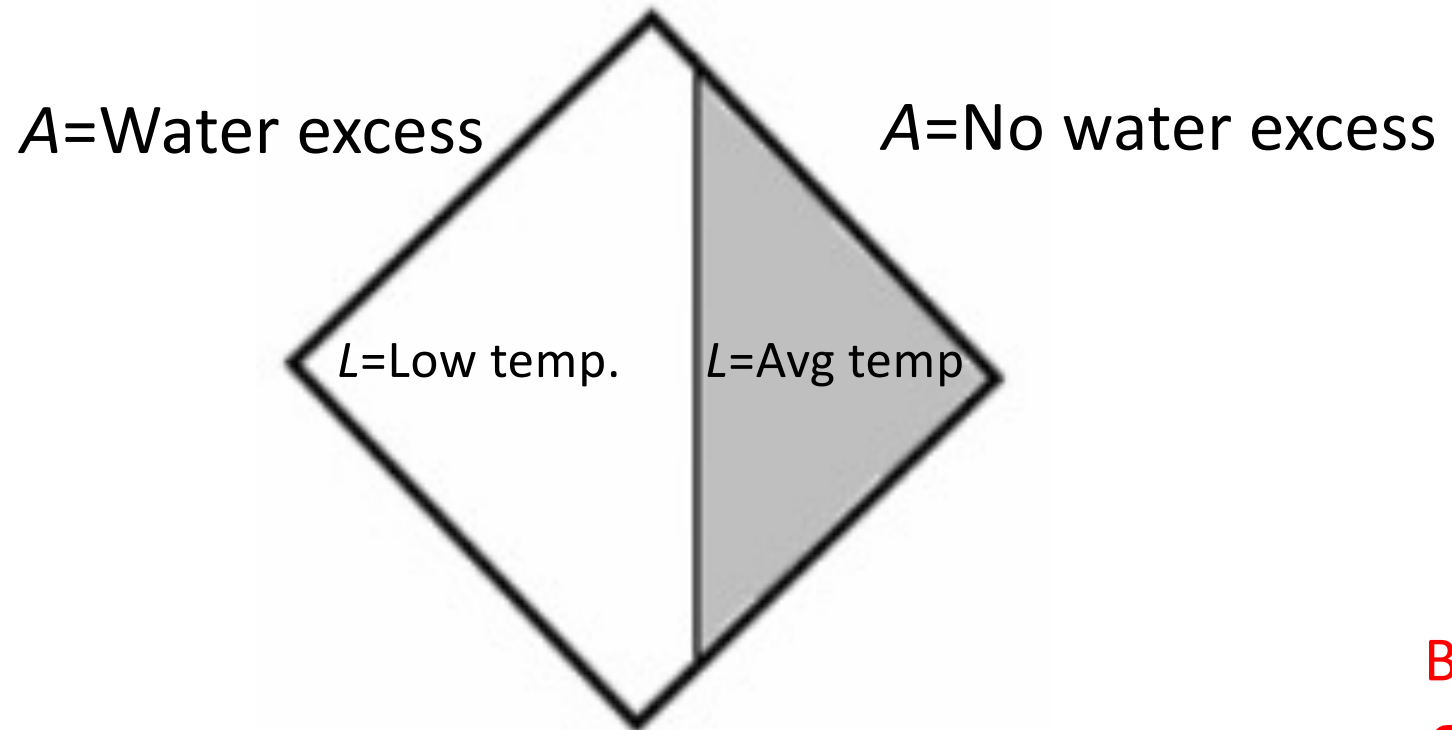 A=Water excess
A=No water excess
L=Low temp.
L=Avg temp
B